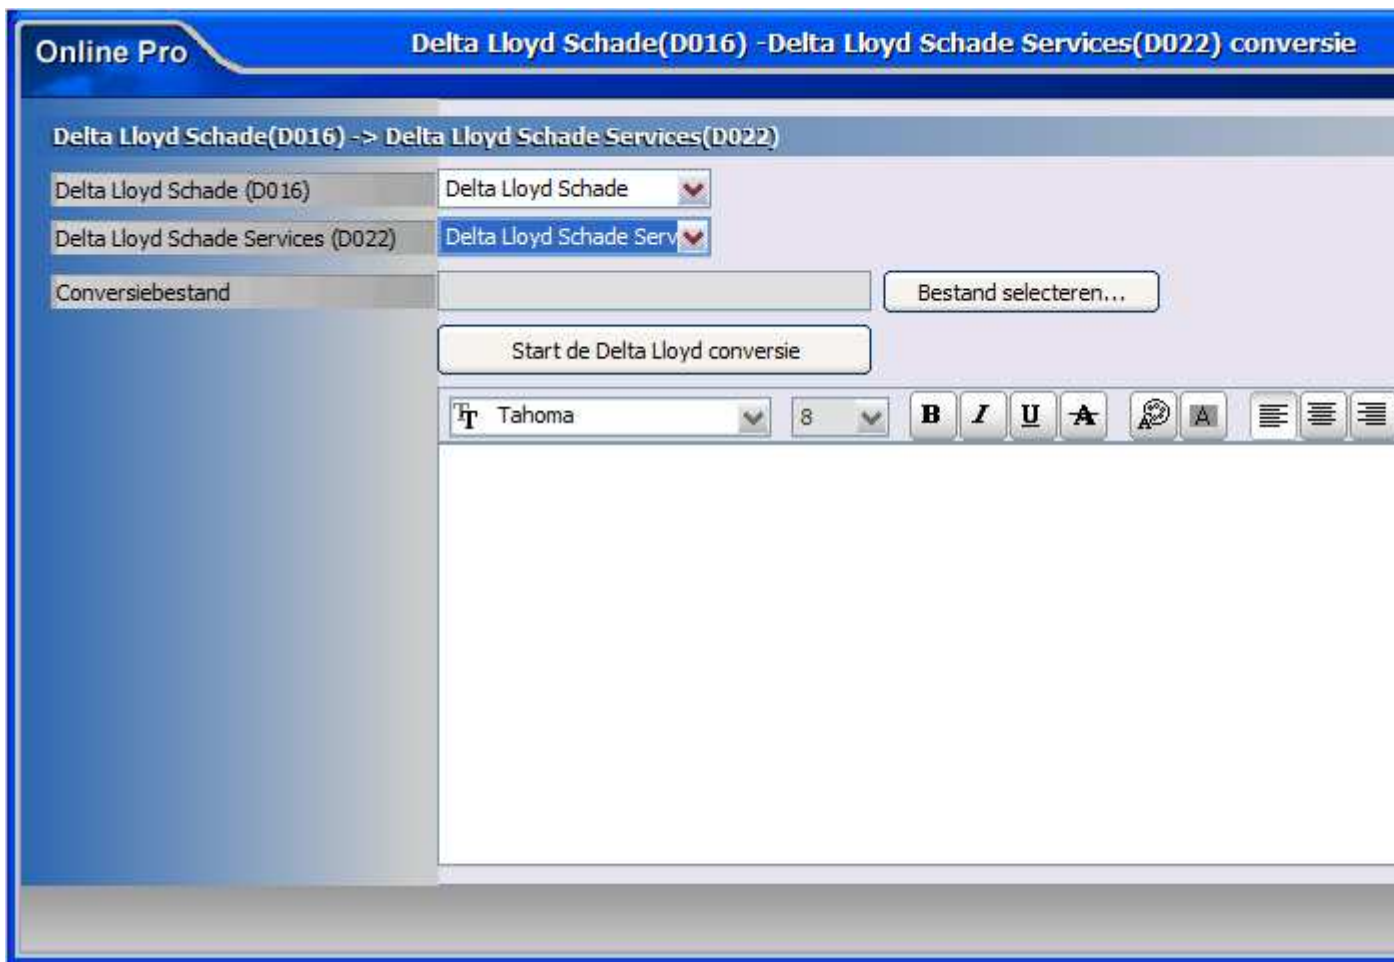 Online Pro
Delta Lloyd Schade(D016) -Delta Lloyd Schade Services(D022) conversie
Delta Lloyd Schade(D016) -> Delta Lloyd Schade Services(D022)
Delta Lloyd Schade (D016) Delta Lloyd Schade
Delta Lloyd Schade Services (D022) Delta Lloyd Schade Serv
Conversiebestand Bestand selecteren...
Start de Delta Lloyd conversie
Tahoma 8 B I U A A A